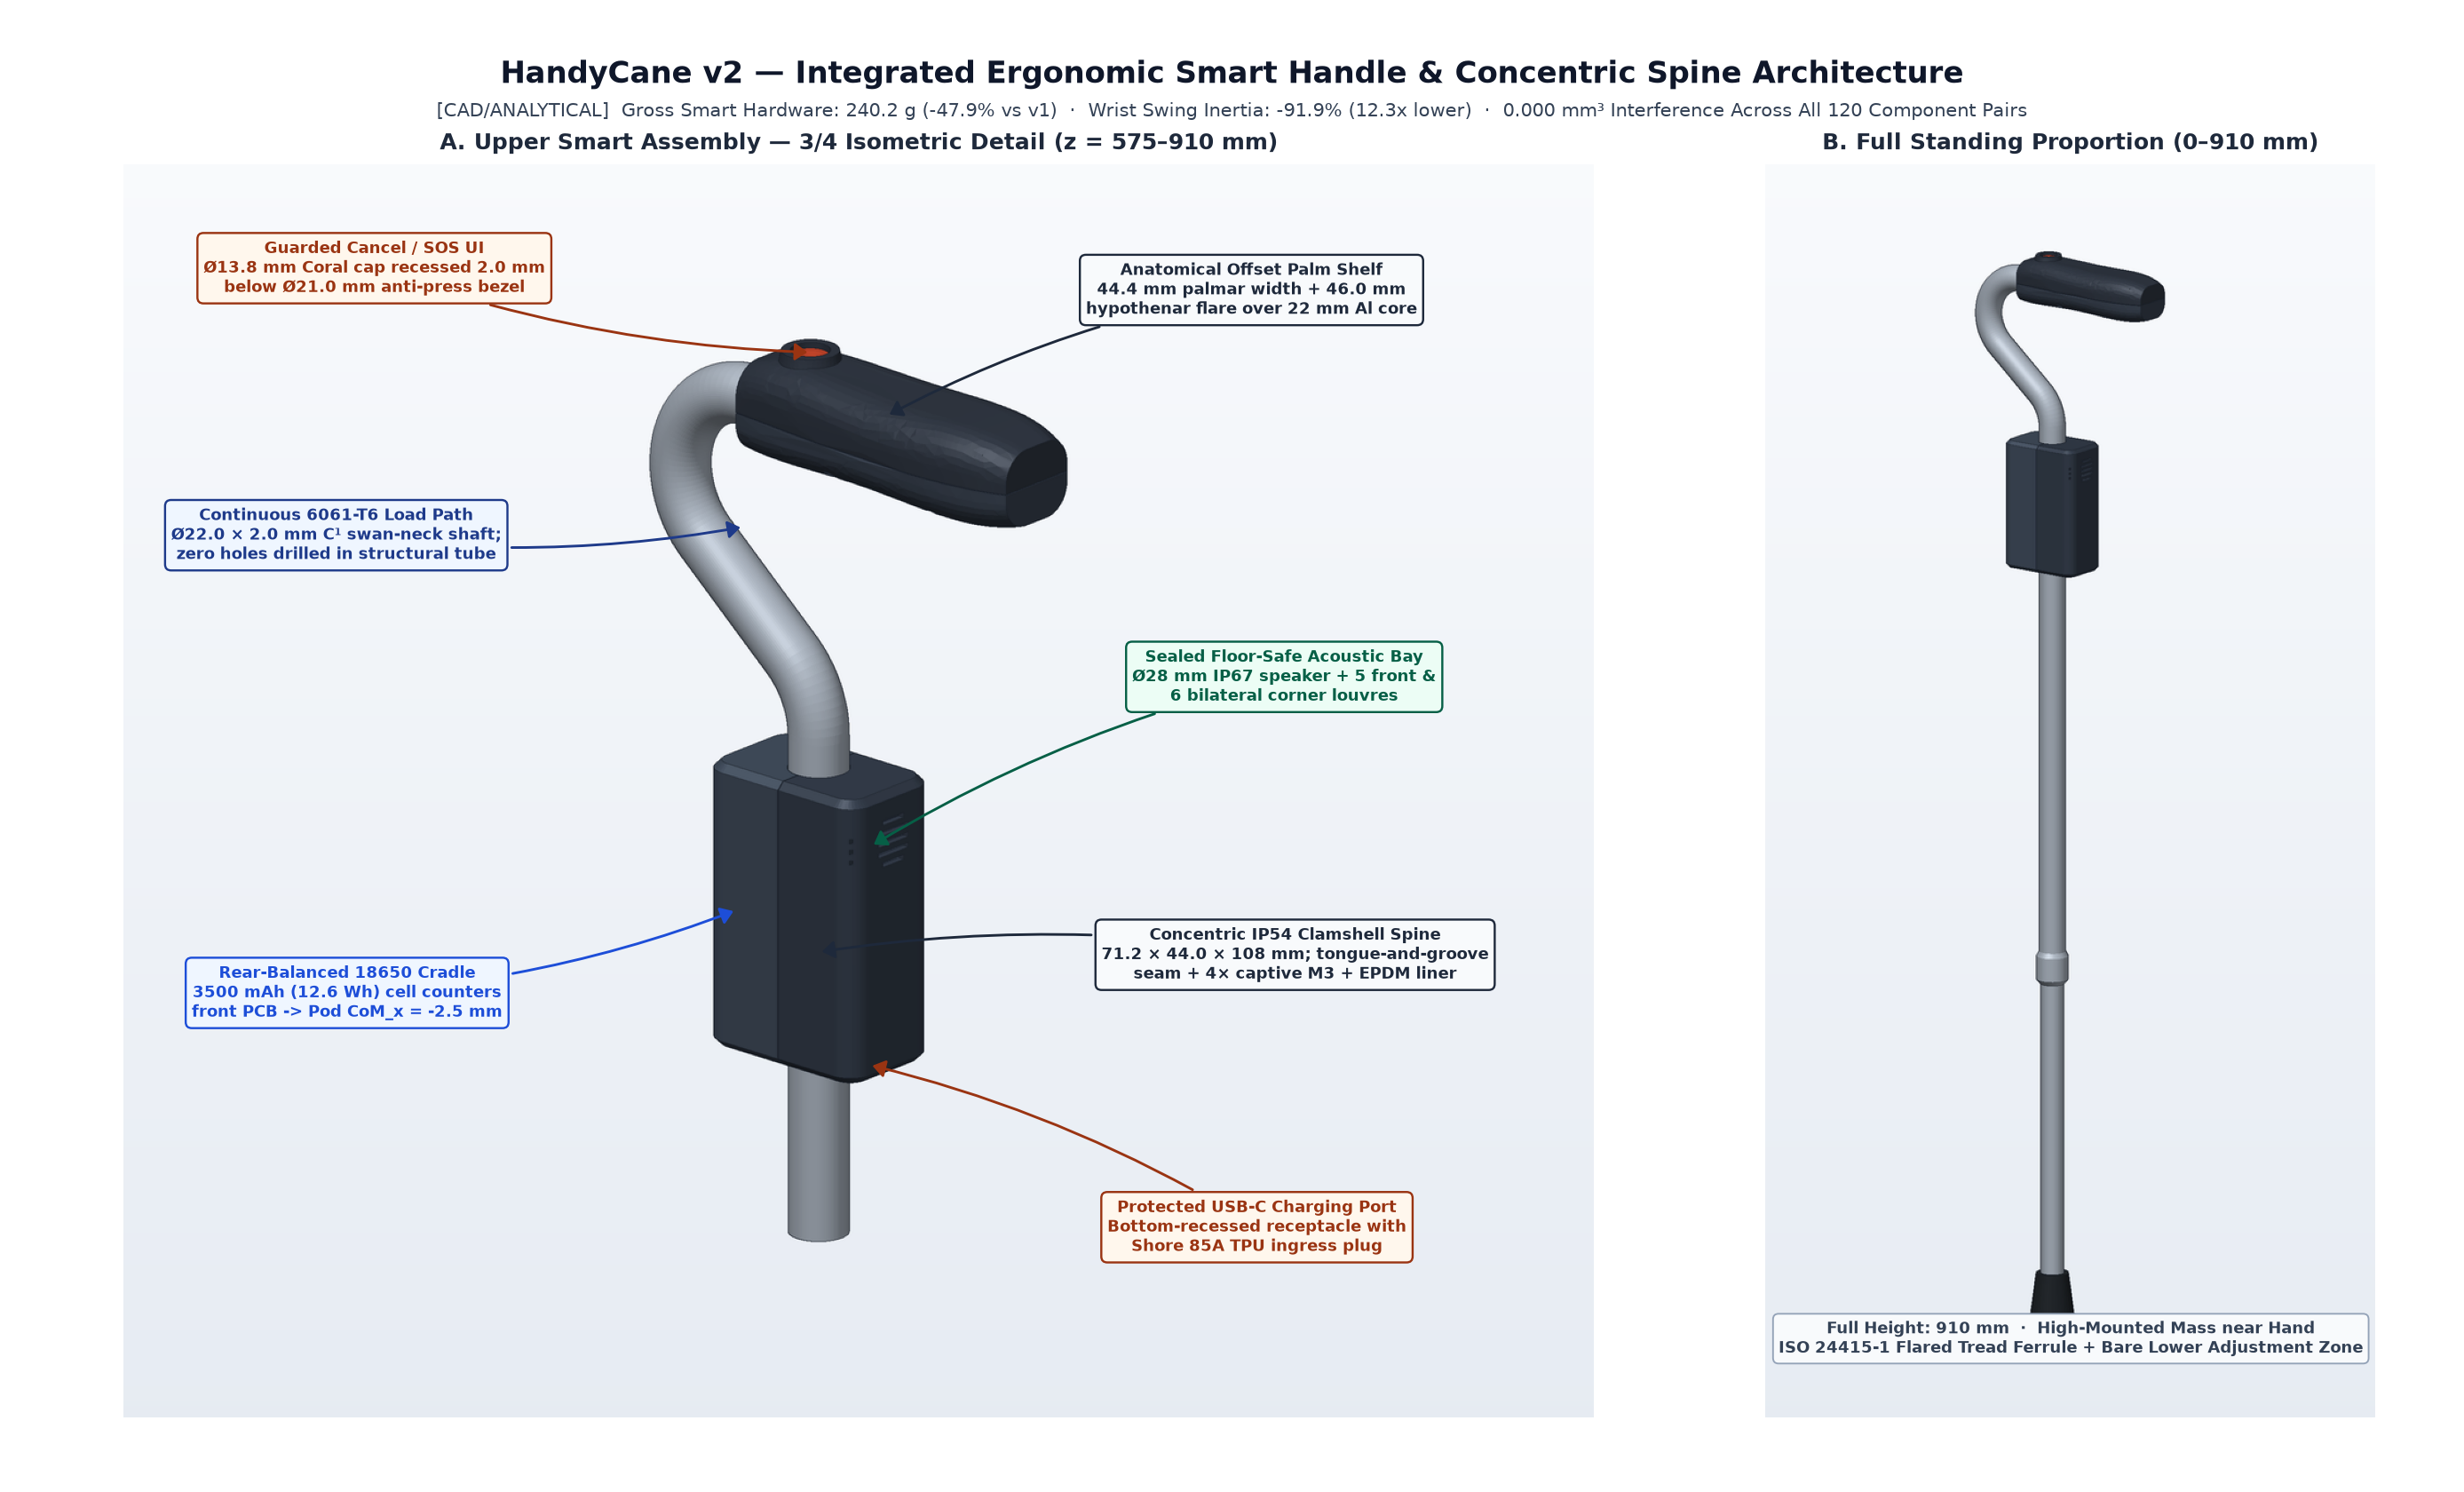 HandyCane v2 — Integrated Ergonomic Smart Handle & Concentric Spine Architecture
[CAD/ANALYTICAL]  Gross Smart Hardware: 240.2 g (-47.9% vs v1)  ·  Wrist Swing Inertia: -91.9% (12.3x lower)  ·  0.000 mm³ Interference Across All 120 Component Pairs
A. Upper Smart Assembly — 3/4 Isometric Detail (z = 575–910 mm)
Guarded Cancel / SOS UI
Ø13.8 mm Coral cap recessed 2.0 mm
below Ø21.0 mm anti-press bezel
Anatomical Offset Palm Shelf
44.4 mm palmar width + 46.0 mm
hypothenar flare over 22 mm Al core
Continuous 6061-T6 Load Path
Ø22.0 × 2.0 mm C¹ swan-neck shaft;
zero holes drilled in structural tube
Sealed Floor-Safe Acoustic Bay
Ø28 mm IP67 speaker + 5 front &
6 bilateral corner louvres
Concentric IP54 Clamshell Spine
71.2 × 44.0 × 108 mm; tongue-and-groove
seam + 4× captive M3 + EPDM liner
Rear-Balanced 18650 Cradle
3500 mAh (12.6 Wh) cell counters
front PCB -> Pod CoM_x = -2.5 mm
Protected USB-C Charging Port
Bottom-recessed receptacle with
Shore 85A TPU ingress plug
B. Full Standing Proportion (0–910 mm)
Full Height: 910 mm  ·  High-Mounted Mass near Hand
ISO 24415-1 Flared Tread Ferrule + Bare Lower Adjustment Zone